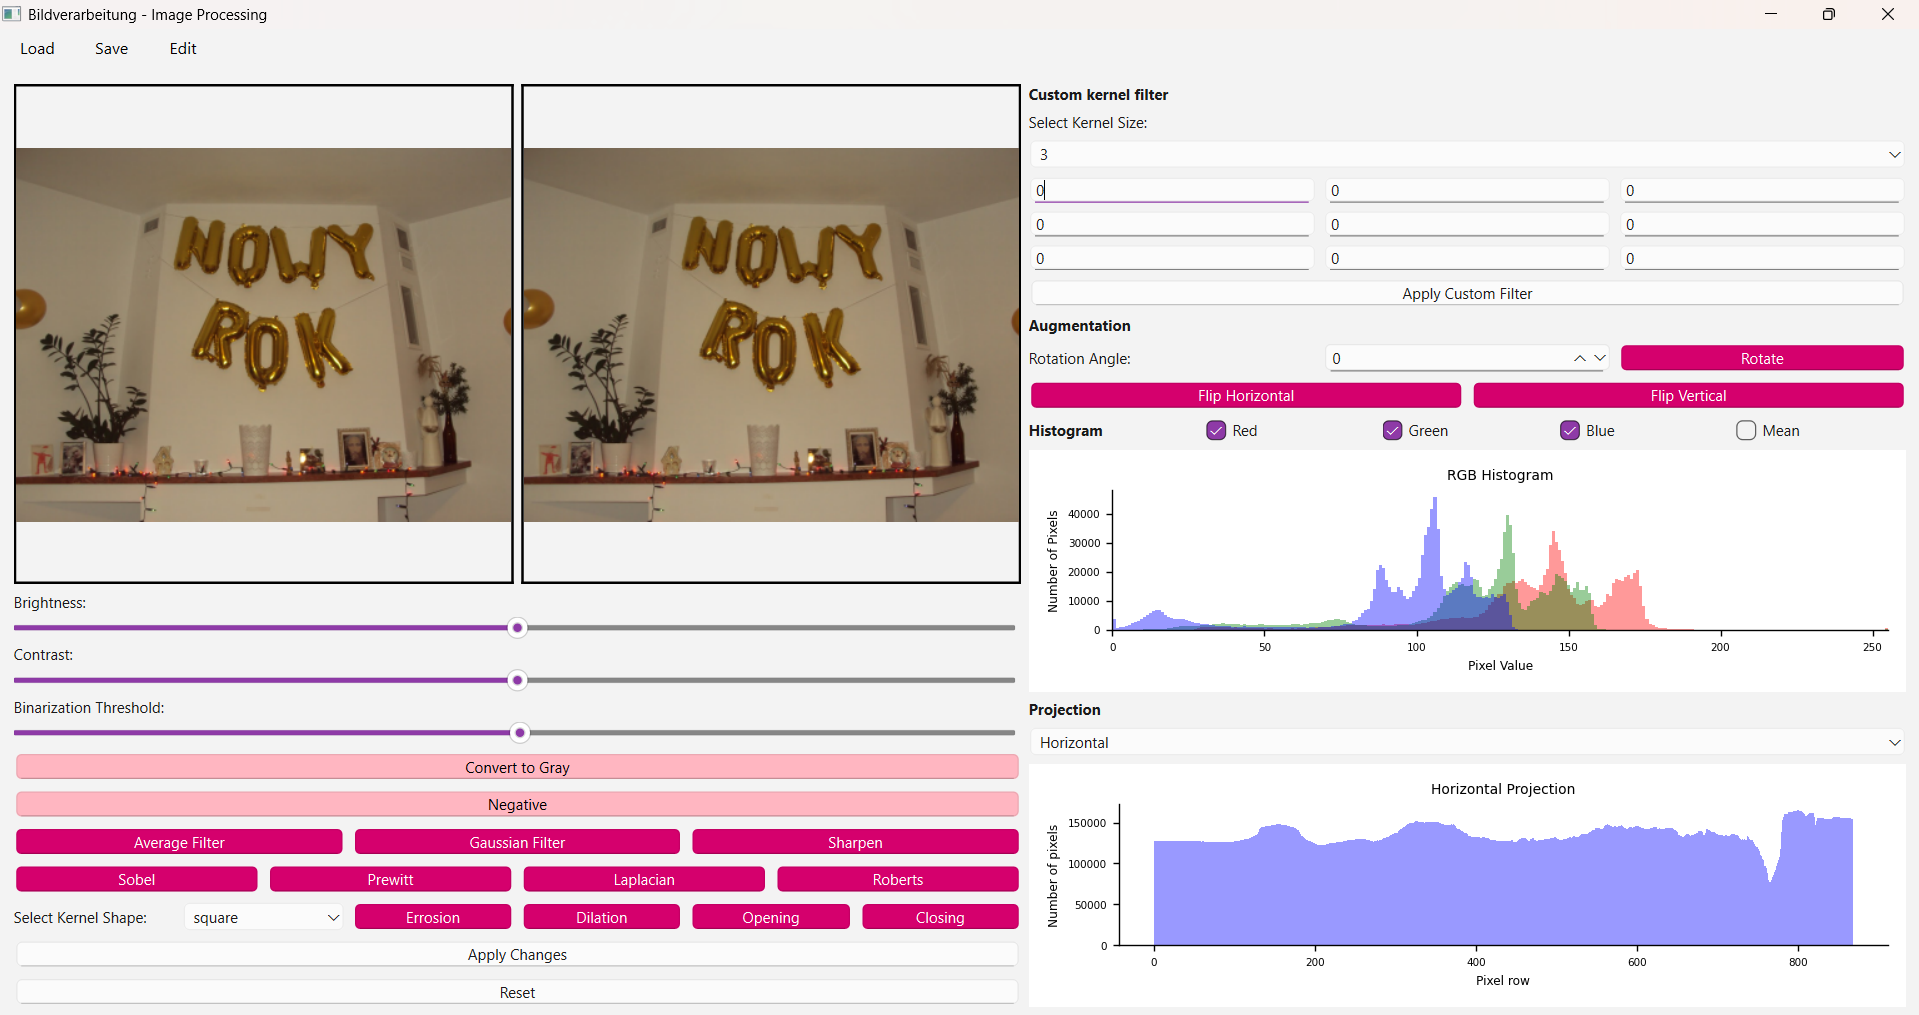 Bildverarbeitung - Image Processing
Load Save Edit
NOWY
ROK
NOWY
ROK
Brightness:
Contrast:
Binarization Threshold:
Convert to Gray
Negative
Average Filter Gaussian Filter Sharpen
Sobel Prewitt Laplacian Roberts
Select Kernel Shape: square Errosion Dilation Opening Closing
Apply Changes
Reset
Custom kernel filter
Select Kernel Size:
3
0 0 0
0 0 0
0 0 0
Apply Custom Filter
Augmentation
Rotation Angle: 0 Rotate
Flip Horizontal Flip Vertical
Histogram Red Green Blue Mean
RGB Histogram
Number of Pixels
40000
30000
20000
10000
0
0 50 100 150 200 250
Pixel Value
Projection
Horizontal
Horizontal Projection
Number of pixels
150000
100000
50000
0
0 200 400 600 800
Pixel row